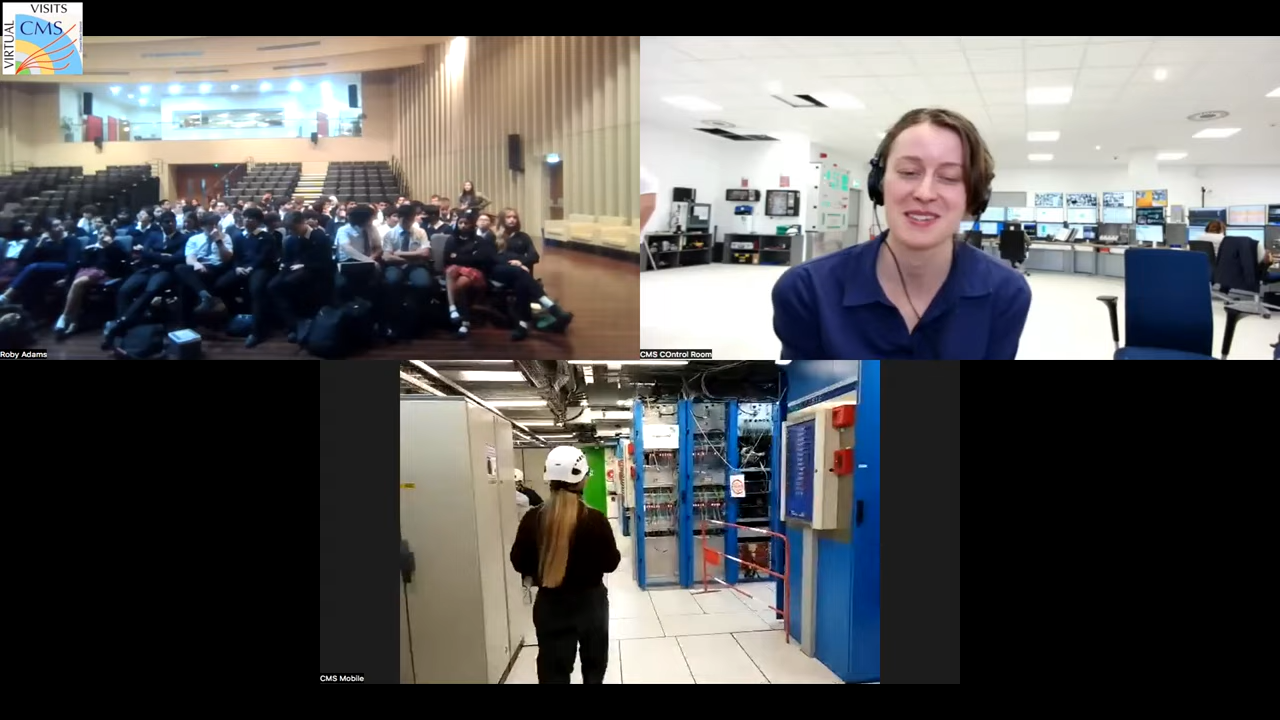 VISITS
VIRTUAL
CMS
Roby Adams
CMS COntrol Room
CMS Mobile